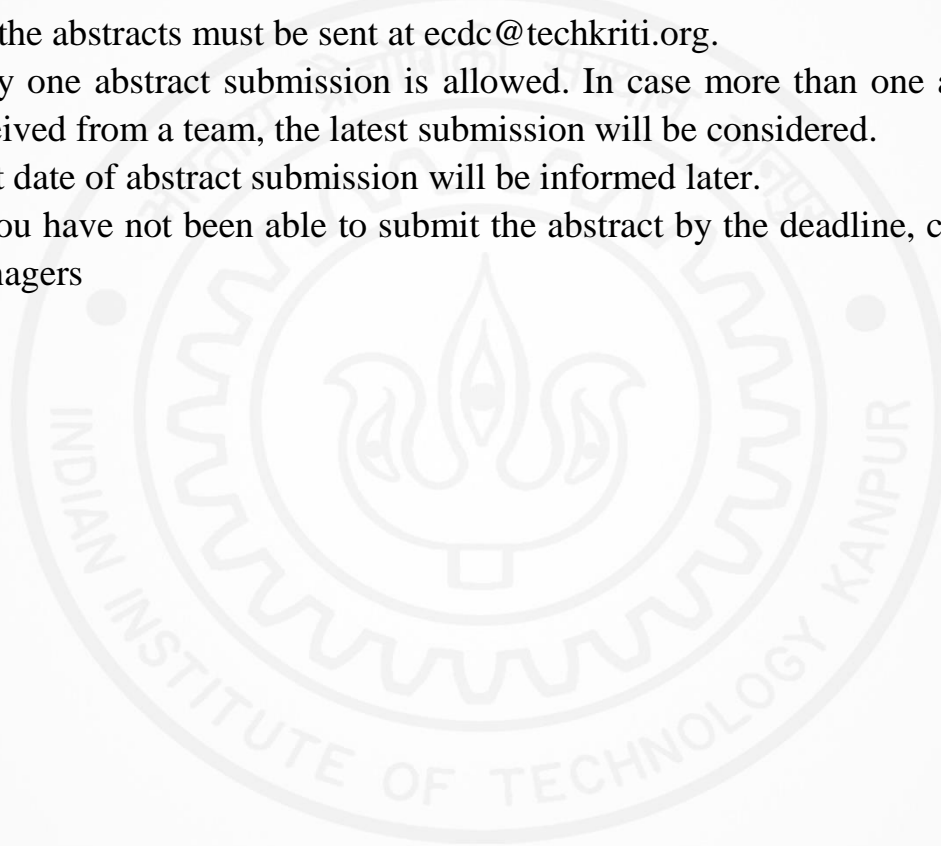 the abstracts must be sent at ecdc@techkriti.org.
y one abstract submission is allowed. In case more than one a
eived from a team, the latest submission will be considered.
t date of abstract submission will be informed later.
ou have not been able to submit the abstract by the deadline, c
nagers
INDIAN INSTITUTE OF TECHNOLOGY KANPUR